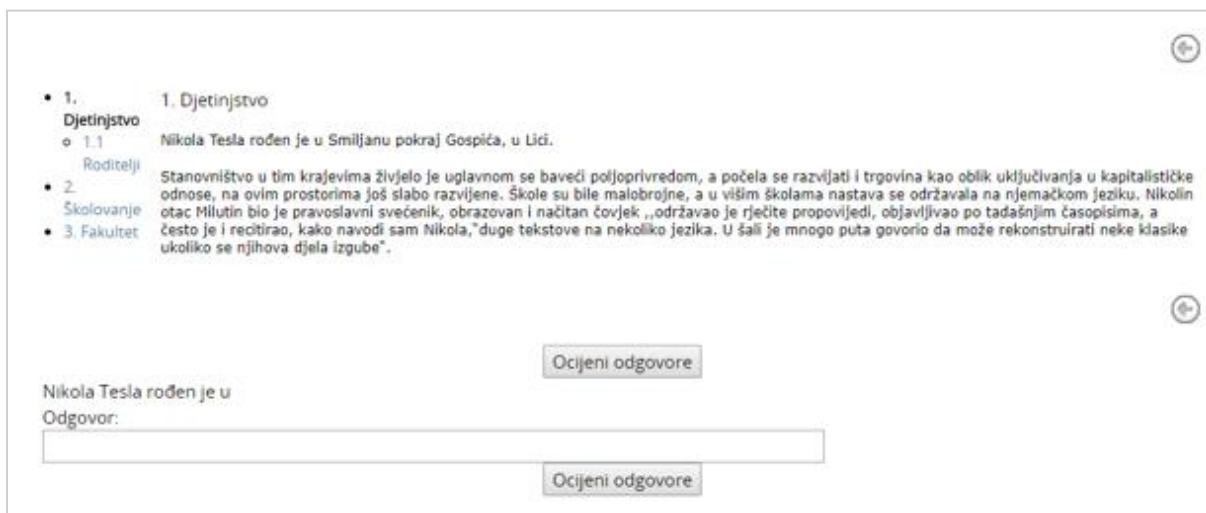 1.
Djetinjstvo
1.1
Roditelji
2.
Školovanje
3. Fakultet
1. Djetinjstvo
Nikola Tesla rođen je u Smiljanu pokraj Gospića, u Lici.
Stanovništvo u tim krajevima živjelo je uglavnom se baveći poljoprivredom, a počela se razvijati i trgovina kao oblik uključivanja u kapitalističke
odnose, na ovim prostorima još slabo razvijene. Škole su bile malobrojne, a u višim školama nastava se održavala na njemačkom jeziku. Nikolin
otac Milutin bio je pravoslavni svećenik, obrazovan i načitan čovjek ,,održavao je rječite propovijedi, objavljivao po tadašnjim časopisima, a
često je i recitirao, kako navodi sam Nikola,"duge tekstove na nekoliko jezika. U šali je mnogo puta govorio da može rekonstruirati neke klasike
ukoliko se njihova djela izgube".
Ocijeni odgovore
Nikola Tesla rođen je u
Odgovor:
Ocijeni odgovore